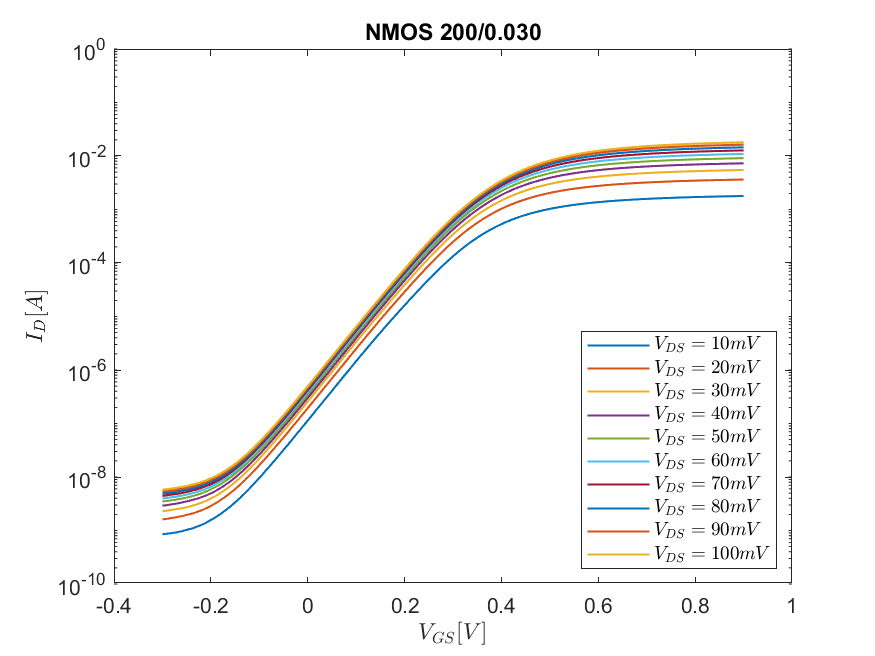 NMOS 200/0.030
10^0
10^-2
10^-4
10^-6
10^-8
10^-10
I_D[A]
V_DS = 10mV
V_DS = 20mV
V_DS = 30mV
V_DS = 40mV
V_DS = 50mV
V_DS = 60mV
V_DS = 70mV
V_DS = 80mV
V_DS = 90mV
V_DS = 100mV
-0.4 -0.2 0 0.2 0.4 0.6 0.8 1
V_GS[V]